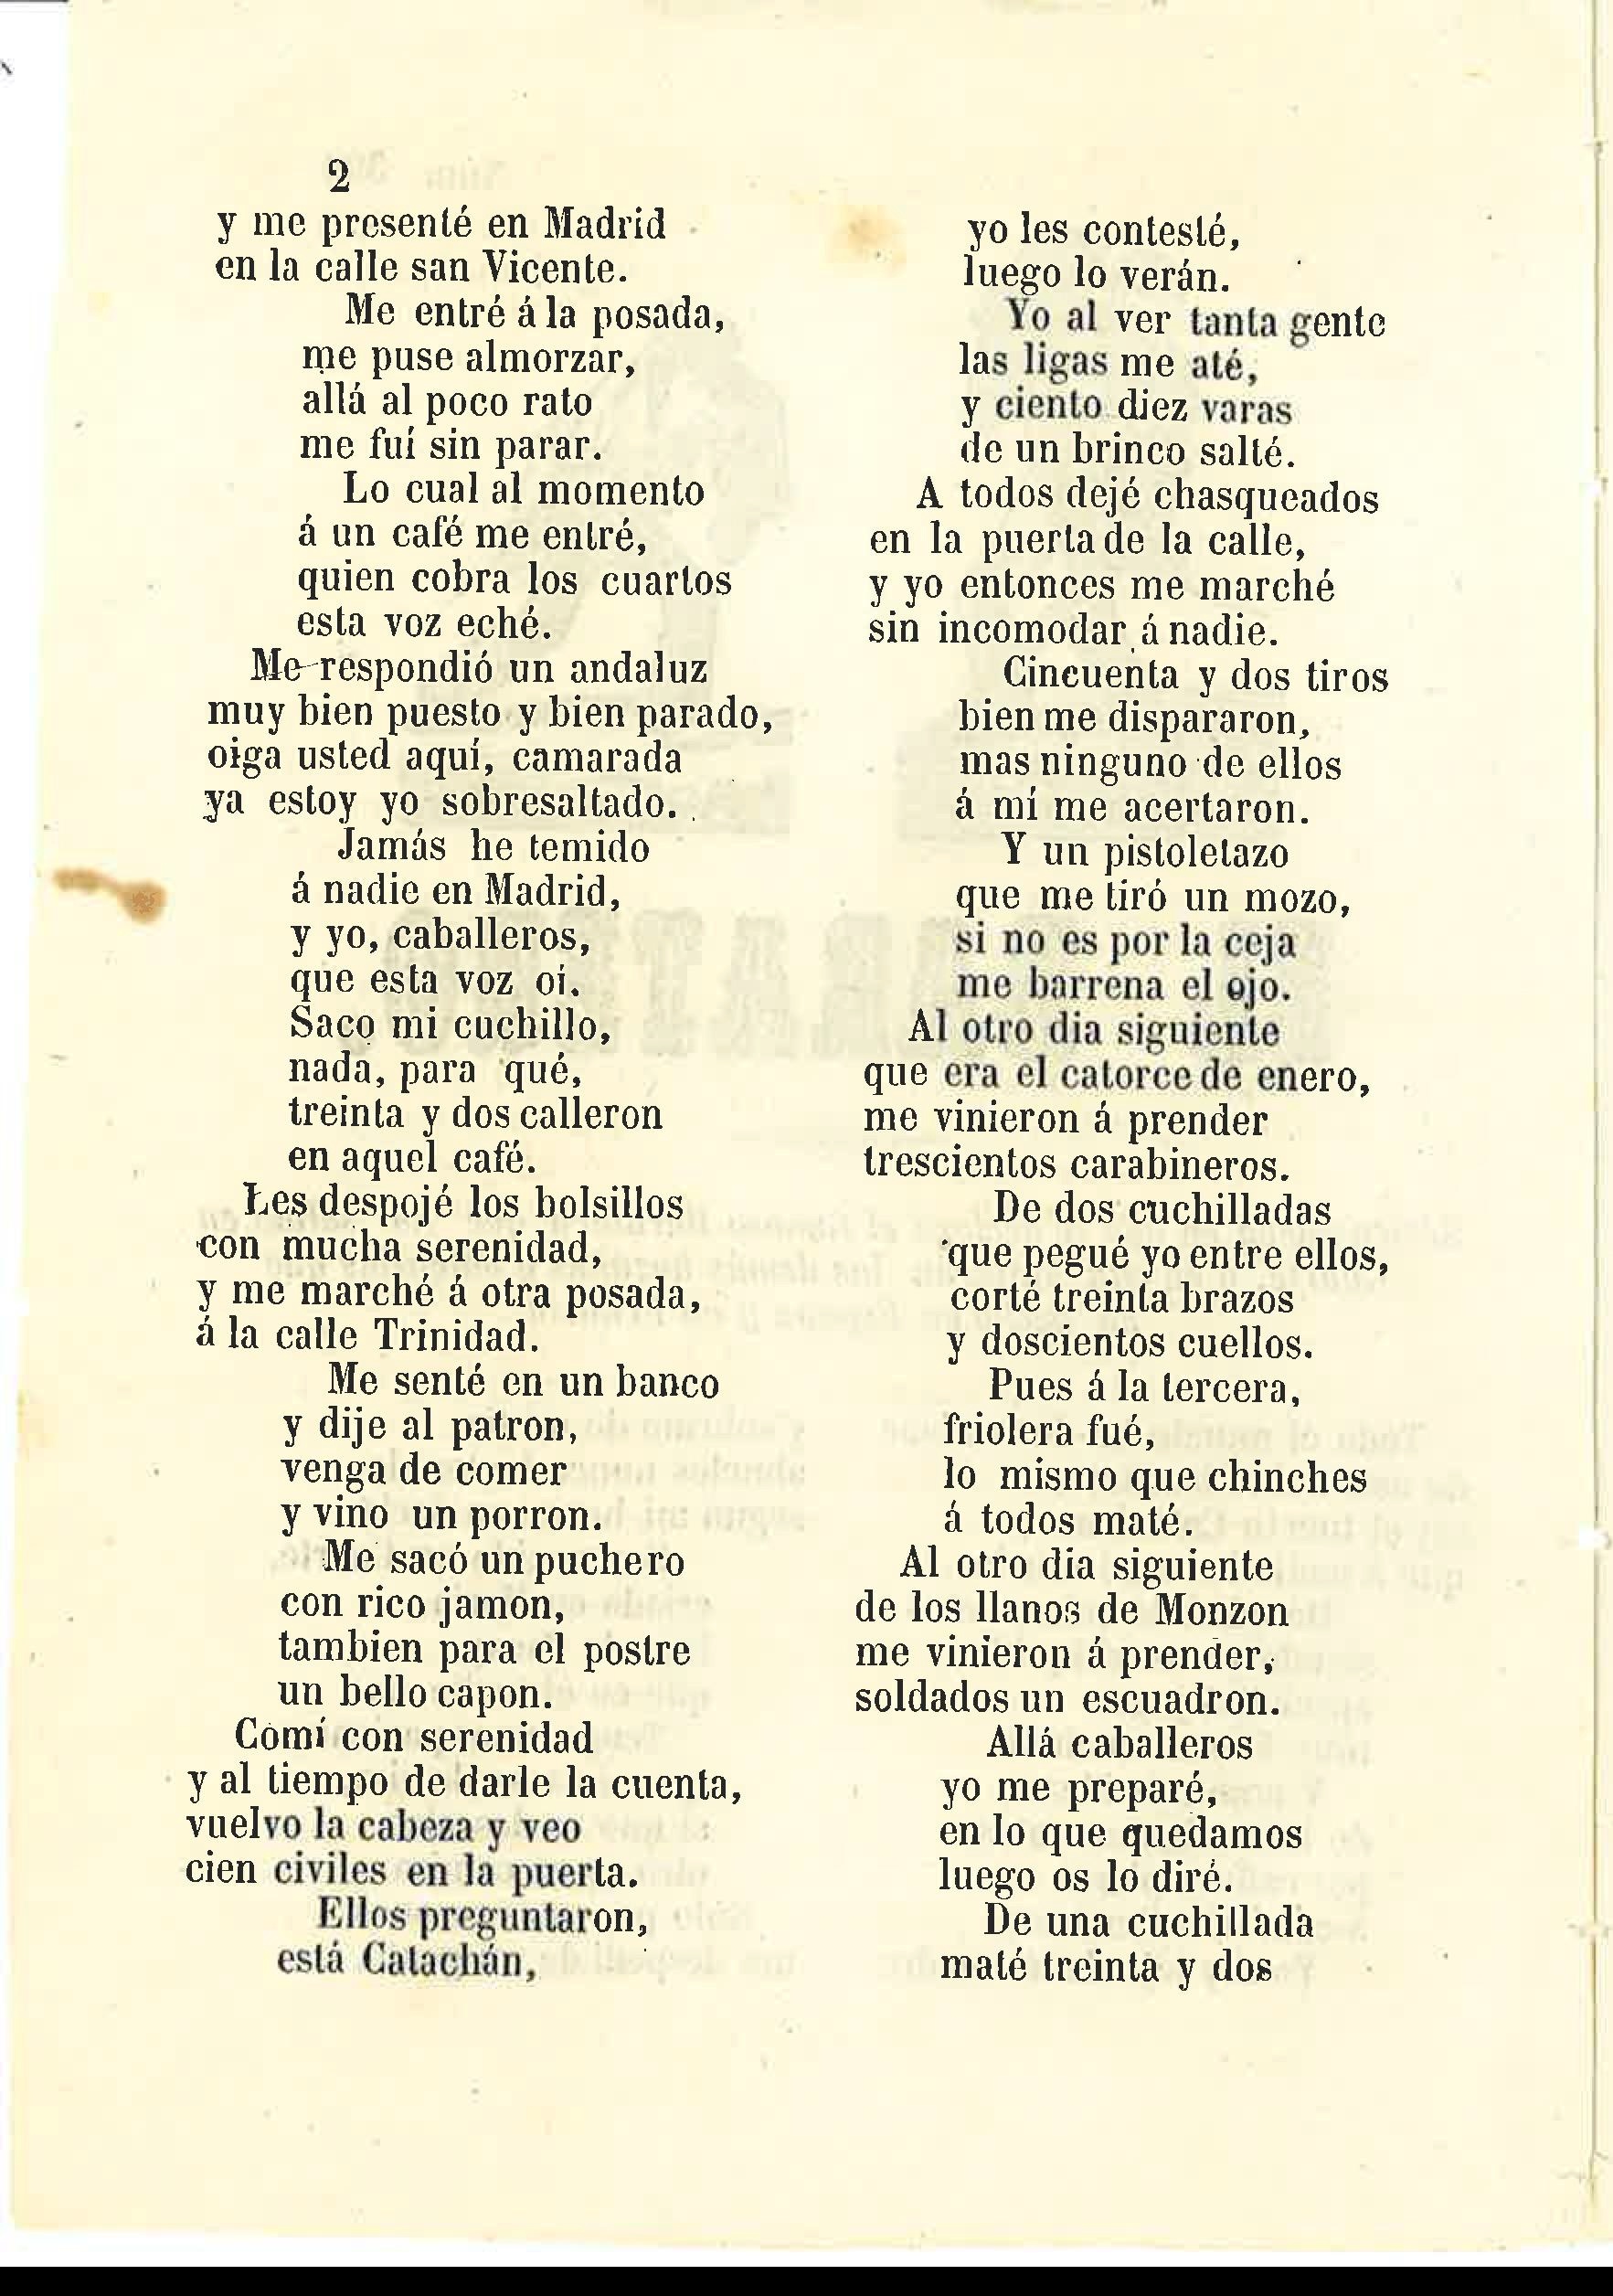 2
y me presenté en Madrid
en la calle san Vicente.
Me entré á la posada,
me puse almorzar,
allá al poco rato
me fuí sin parar.
Lo cual al momento
á un café me entré,
quien cobra los cuartos
esta voz eché.
Me respondió un andaluz
muy bien puesto y bien parado,
oiga usted aquí, camarada
ya estoy yo sobresaltado.
Jamás he temido
á nadie en Madrid,
y yo, caballeros,
que esta voz oí.
Saco mi cuchillo,
nada, para qué,
treinta y dos calleron
en aquel café.
Les despojé los bolsillos
con mucha serenidad,
y me marché á otra posada,
á la calle Trinidad.
Me senté en un banco
y dije al patron,
venga de comer
y vino un porron.
Me sacó un puchero
con rico jamon,
tambien para el postre
un bello capon.
Comí con serenidad
y al tiempo de darle la cuenta,
vuelvo la cabeza y veo
cien civiles en la puerta.
Ellos preguntaron,
está Catachán,
yo les contesté,
luego lo verán.
Yo al ver tanta gente
las ligas me até,
y ciento diez varas
de un brinco salté.
A todos dejé chasqueados
en la puerta de la calle,
y yo entonces me marché
sin incomodar á nadie.
Cincuenta y dos tiros
bien me dispararon,
mas ninguno de ellos
á mí me acertaron.
Y un pistoletazo
que me tiró un mozo,
si no es por la ceja
me barrena el ojo.
Al otro dia siguiente
que era el catorce de enero,
me vinieron á prender
trescientos carabineros.
De dos cuchilladas
que pegué yo entre ellos,
corté treinta brazos
y doscientos cuellos.
Pues á la tercera,
friolera fué,
lo mismo que chinches
á todos maté.
Al otro dia siguiente
de los llanos de Monzon
me vinieron á prender,
soldados un escuadron.
Allá caballeros
yo me preparé,
en lo que quedamos
luego os lo diré.
De una cuchillada
maté treinta y dos